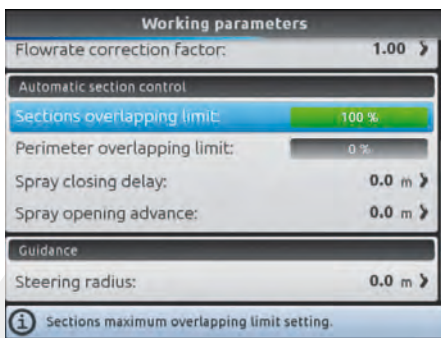 Working parameters
Flowrate correction factor: 1.00
Automatic section control
Sections overlapping limit: 100 %
Perimeter overlapping limit: 0 %
Spray closing delay: 0.0 m
Spray opening advance: 0.0 m
Guidance
Steering radius: 0.0 m
Sections maximum overlapping limit setting.